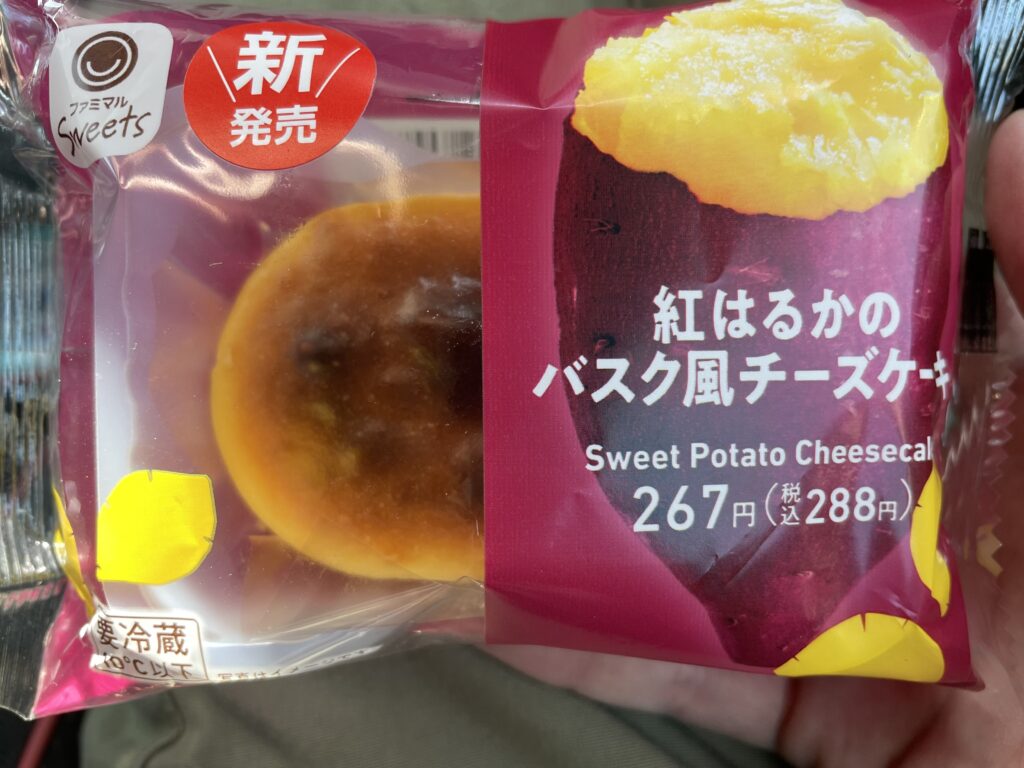 ファミマル
Sweets
新
発売
紅はるかの
バスク風チーズケーキ
Sweet Potato Cheesecak
267円(税込288円)
要冷蔵
10℃以下